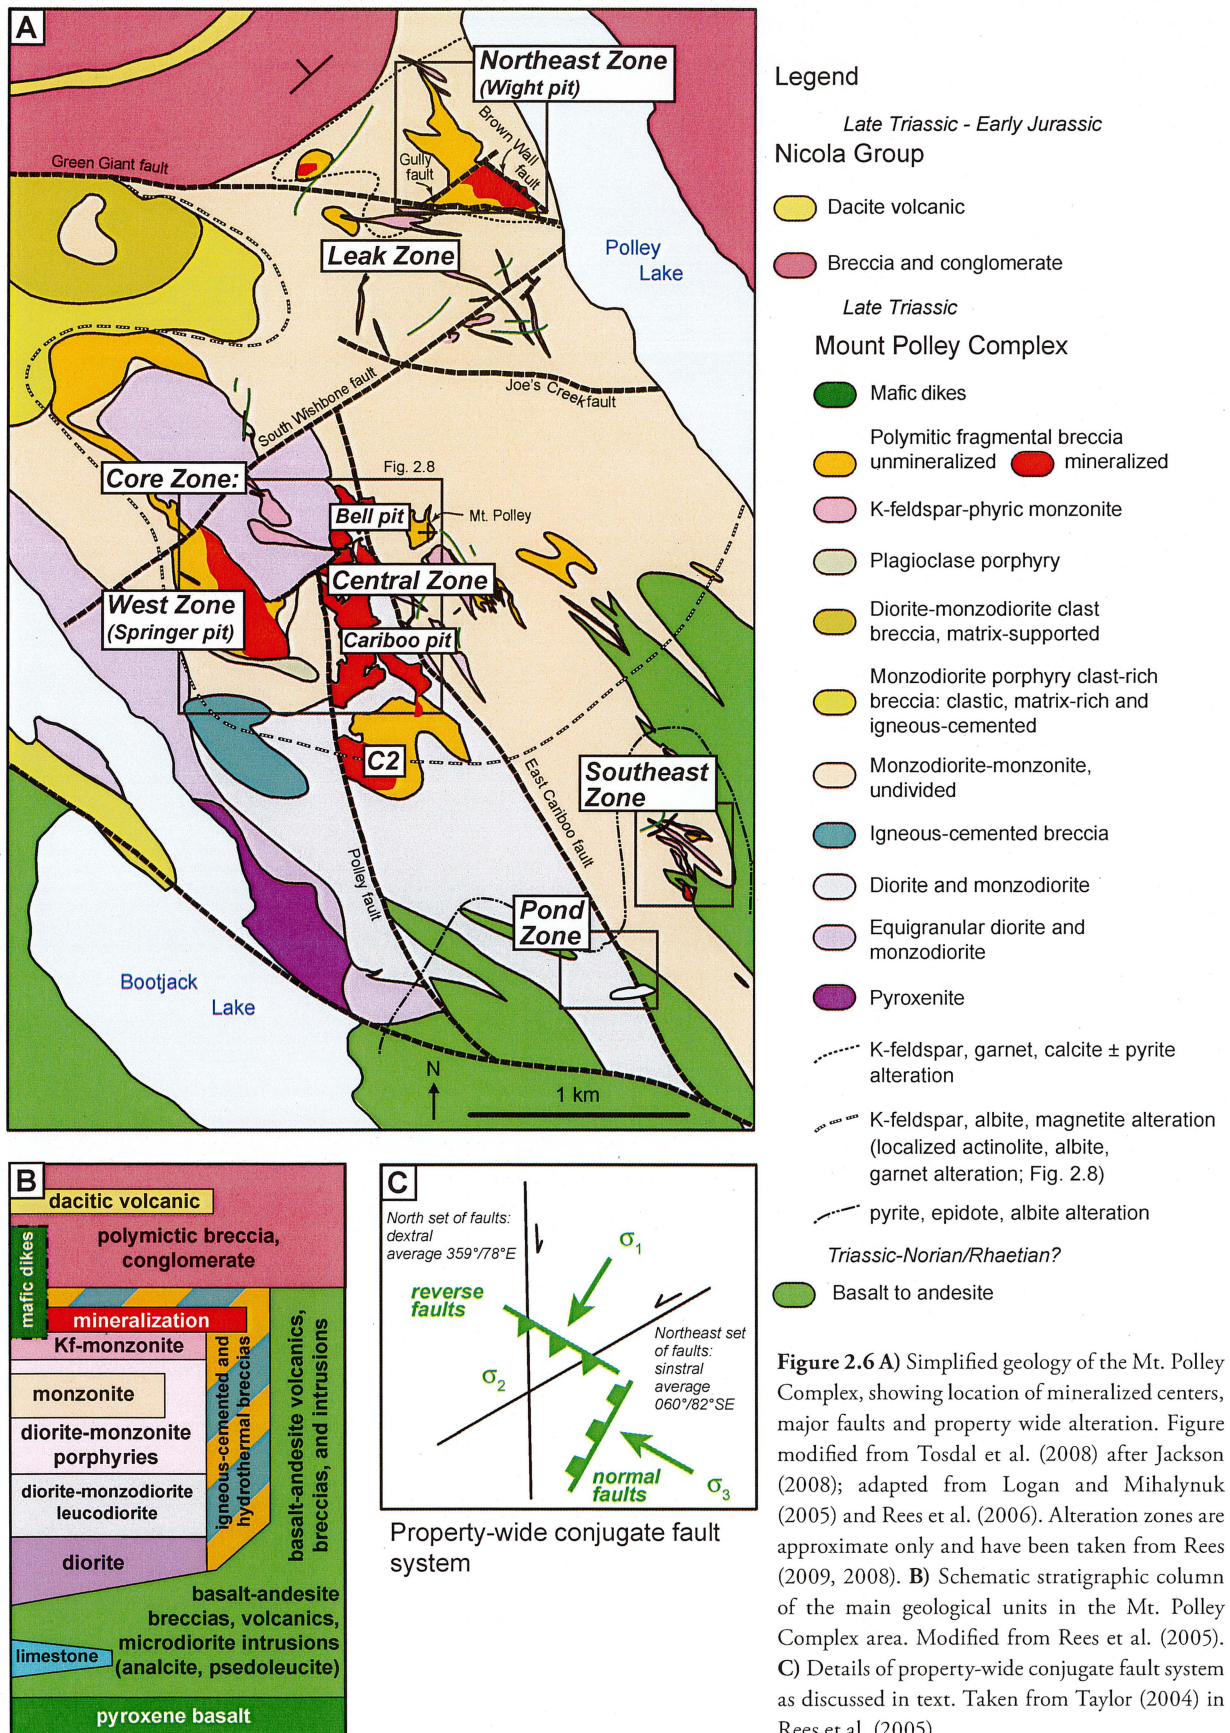 A
Northeast Zone
(Wight pit)
Brown Wall
fault
Gully
fault
Green Giant fault
Leak Zone
Polley
Lake
Joe's Creek fault
South Wishbone fault
Fig. 2.8
Core Zone:
Bell pit
Mt. Polley
Central Zone
West Zone
(Springer pit)
Cariboo pit
C2
Southeast
Zone
East Cariboo fault
Polley fault
Pond
Zone
Bootjack
Lake
N
1 km
Legend
Late Triassic - Early Jurassic
Nicola Group
Dacite volcanic
Breccia and conglomerate
Late Triassic
Mount Polley Complex
Mafic dikes
Polymitic fragmental breccia
unmineralized
mineralized
K-feldspar-phyric monzonite
Plagioclase porphyry
Diorite-monzodiorite clast
breccia, matrix-supported
Monzodiorite porphyry clast-rich
breccia: clastic, matrix-rich and
igneous-cemented
Monzodiorite-monzonite,
undivided
Igneous-cemented breccia
Diorite and monzodiorite
Equigranular diorite and
monzodiorite
Pyroxenite
K-feldspar, garnet, calcite ± pyrite
alteration
K-feldspar, albite, magnetite alteration
(localized actinolite, albite,
garnet alteration; Fig. 2.8)
pyrite, epidote, albite alteration
Triassic-Norian/Rhaetian?
Basalt to andesite
B
dacitic volcanic
polymictic breccia,
conglomerate
mafic dikes
mineralization
Kf-monzonite
monzonite
diorite-monzonite
porphyries
diorite-monzodiorite
leucodiorite
diorite
igneous-cemented and
hydrothermal breccias
basalt-andesite volcanics,
breccias, and intrusions
basalt-andesite
breccias, volcanics,
microdiorite intrusions
(analcite, psedoleucite)
limestone
pyroxene basalt
C
North set of faults:
dextral
average 359°/78°E
σ1
reverse
faults
Northeast set
of faults:
sinstral
average
060°/82°SE
σ2
normal
faults
σ3
Property-wide conjugate fault
system
Figure 2.6 A) Simplified geology of the Mt. Polley
Complex, showing location of mineralized centers,
major faults and property wide alteration. Figure
modified from Tosdal et al. (2008) after Jackson
(2008); adapted from Logan and Mihalynuk
(2005) and Rees et al. (2006). Alteration zones are
approximate only and have been taken from Rees
(2009, 2008). B) Schematic stratigraphic column
of the main geological units in the Mt. Polley
Complex area. Modified from Rees et al. (2005).
C) Details of property-wide conjugate fault system
as discussed in text. Taken from Taylor (2004) in
Rees et al. (2005)